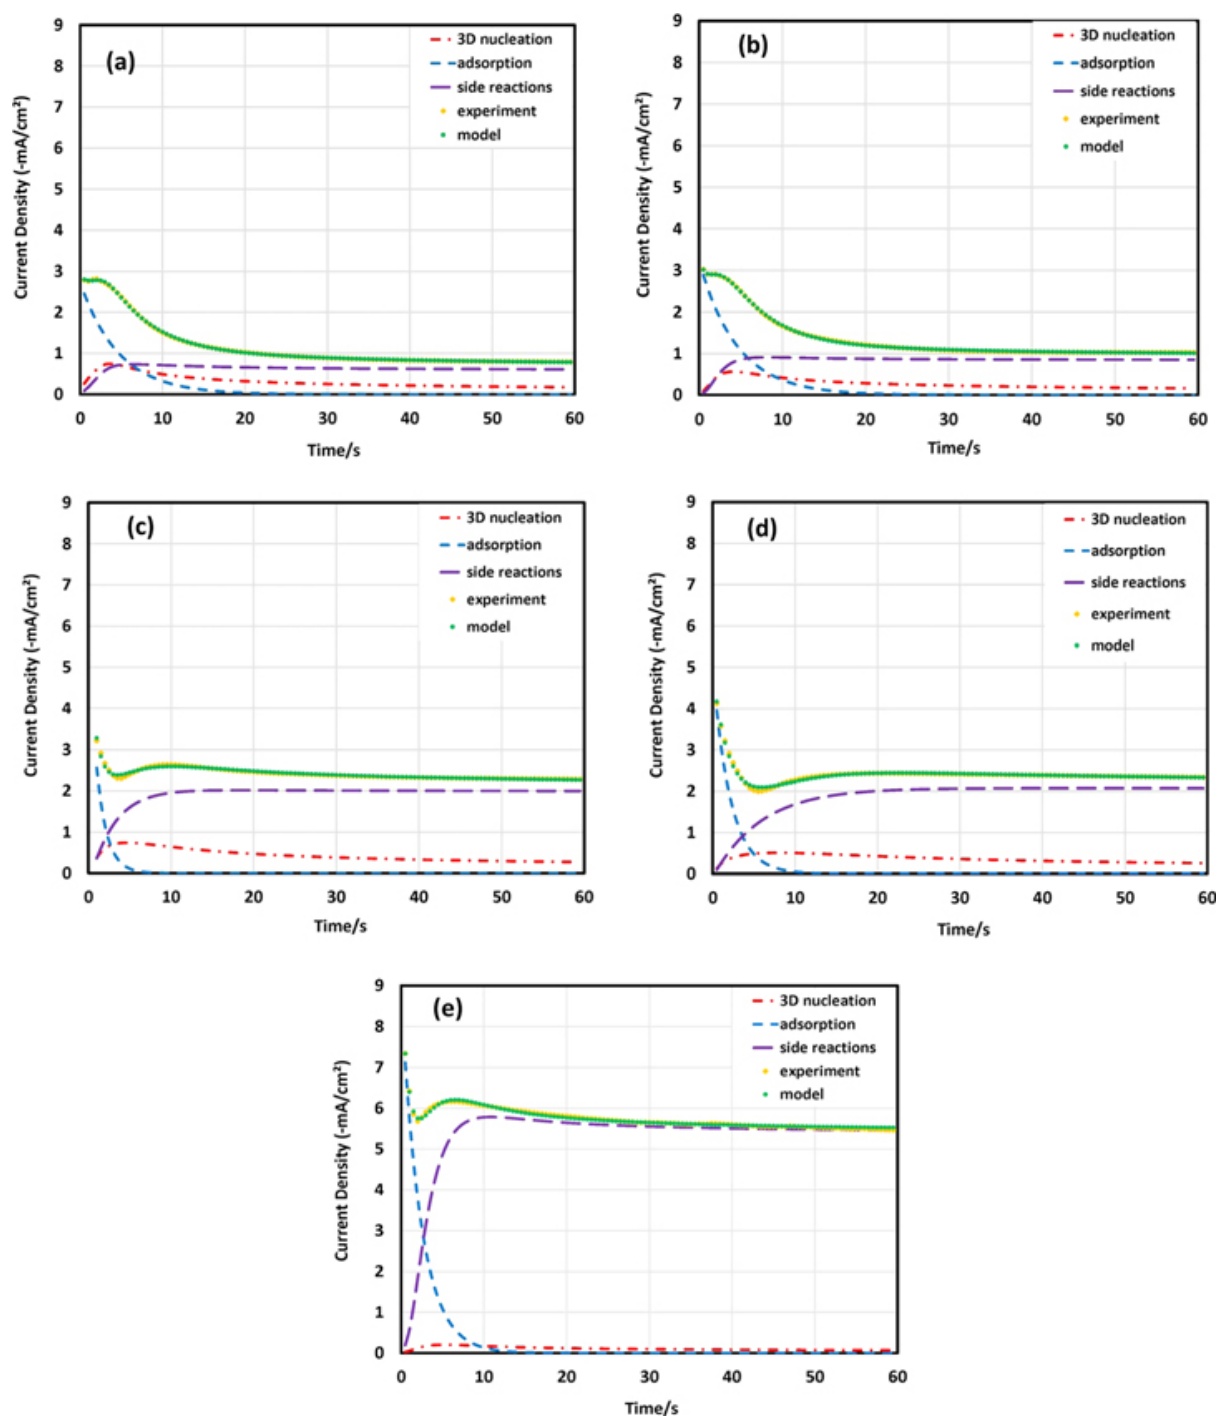 (a)
3D nucleation
adsorption
side reactions
experiment
model
Current Density (-mA/cm²)
9
8
7
6
5
4
3
2
1
0
0 10 20 30 40 50 60
Time/s
(b)
3D nucleation
adsorption
side reactions
experiment
model
Current Density (-mA/cm²)
9
8
7
6
5
4
3
2
1
0
0 10 20 30 40 50 60
Time/s
(c)
3D nucleation
adsorption
side reactions
experiment
model
Current Density (-mA/cm²)
9
8
7
6
5
4
3
2
1
0
0 10 20 30 40 50 60
Time/s
(d)
3D nucleation
adsorption
side reactions
experiment
model
Current Density (-mA/cm²)
9
8
7
6
5
4
3
2
1
0
0 10 20 30 40 50 60
Time/s
(e)
3D nucleation
adsorption
side reactions
experiment
model
Current Density (-mA/cm²)
9
8
7
6
5
4
3
2
1
0
0 10 20 30 40 50 60
Time/s